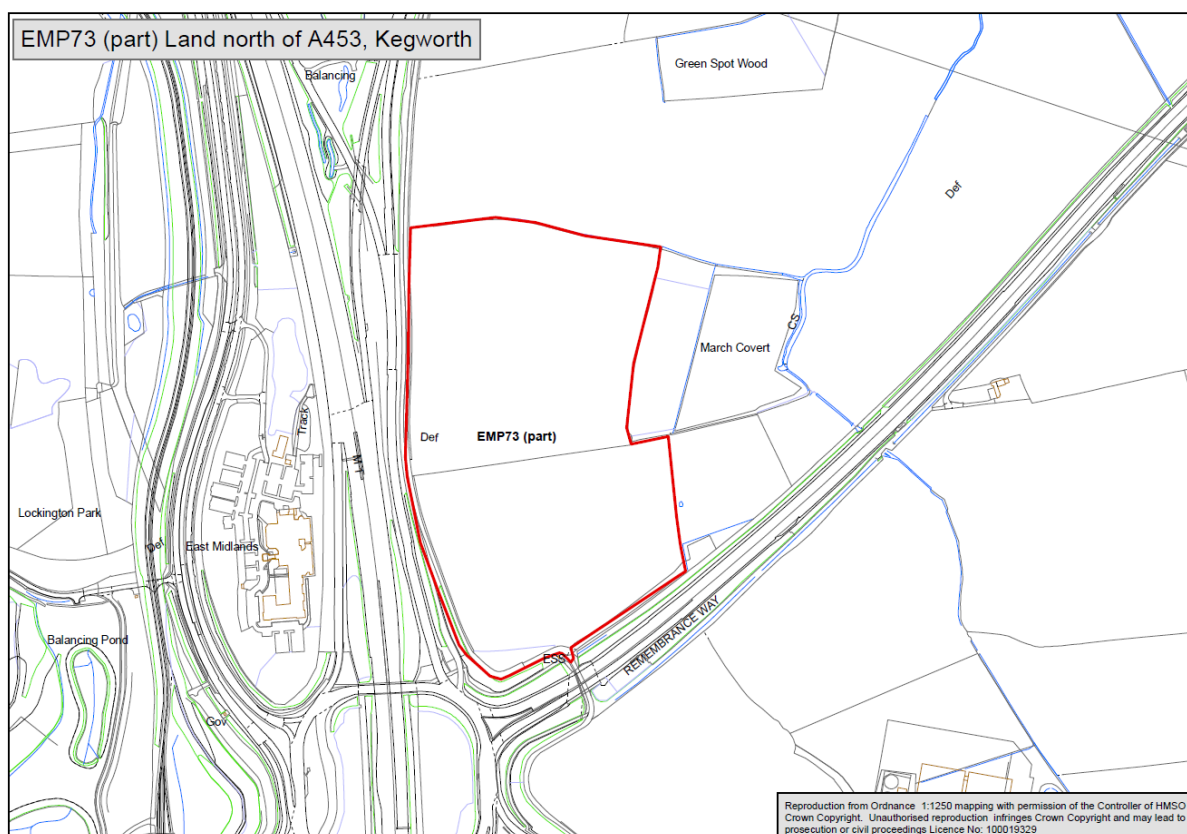 EMP73 (part) Land north of A453, Kegworth
Balancing
Green Spot Wood
Def
CS
March Covert
Track
Def
EMP73 (part)
M1
Lockington Park
Def
East Midlands
REMEMBRANCE WAY
Balancing Pond
ESS
Gov
Reproduction from Ordnance 1:1250 mapping with permission of the Controller of HMSO
Crown Copyright. Unauthorised reproduction infringes Crown Copyright and may lead to
prosecution or civil proceedings Licence No: 100019329